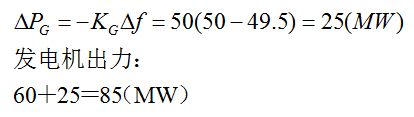 ΔP_G = −K_GΔf = 50(50 − 49.5) = 25(MW)
发电机出力：
60＋25＝85(MW）